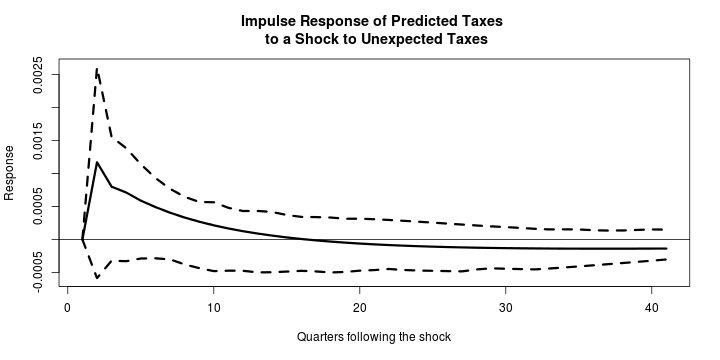 Impulse Response of Predicted Taxes
to a Shock to Unexpected Taxes
Response
0.0025
0.0015
0.0005
-0.0005
0 10 20 30 40
Quarters following the shock